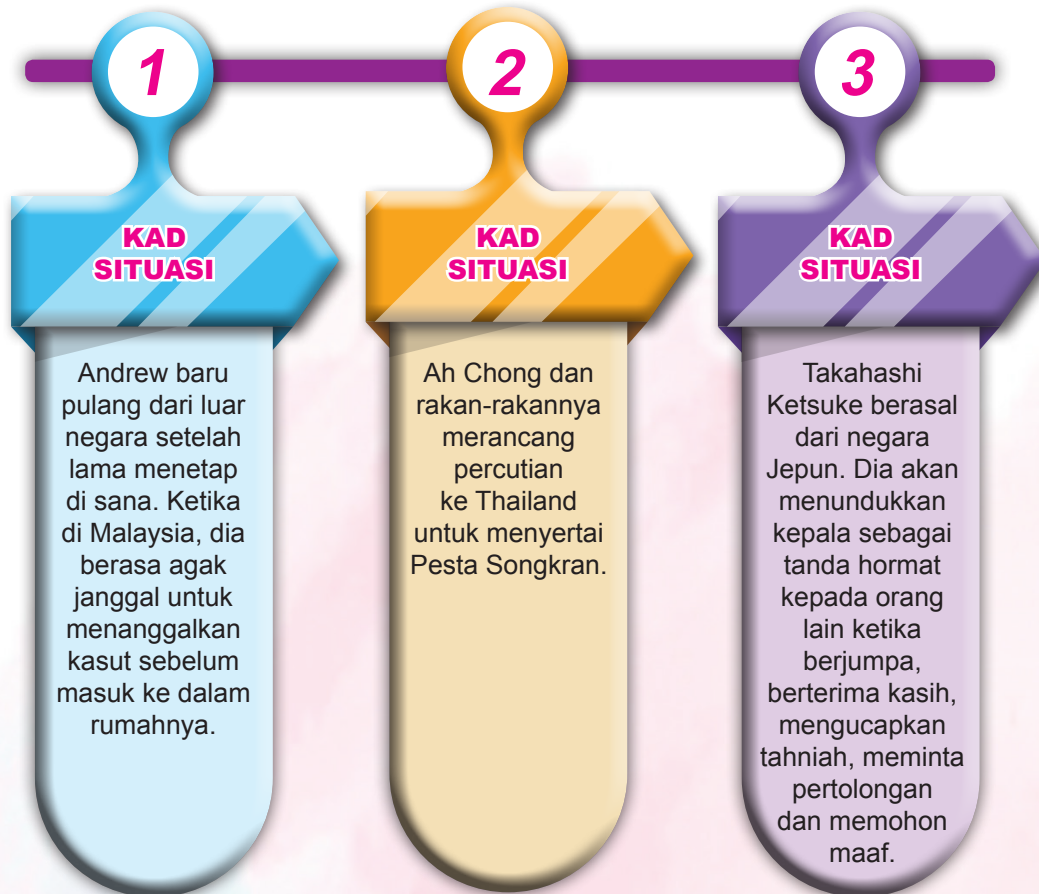 1
KAD
SITUASI
Andrew baru
pulang dari luar
negara setelah
lama menetap
di sana. Ketika
di Malaysia, dia
berasa agak
janggal untuk
menanggalkan
kasut sebelum
masuk ke dalam
rumahnya.
2
KAD
SITUASI
Ah Chong dan
rakan-rakannya
merancang
percutian
ke Thailand
untuk menyertai
Pesta Songkran.
3
KAD
SITUASI
Takahashi
Ketsuke berasal
dari negara
Jepun. Dia akan
menundukkan
kepala sebagai
tanda hormat
kepada orang
lain ketika
berjumpa,
berterima kasih,
mengucapkan
tahniah, meminta
pertolongan
dan memohon
maaf.